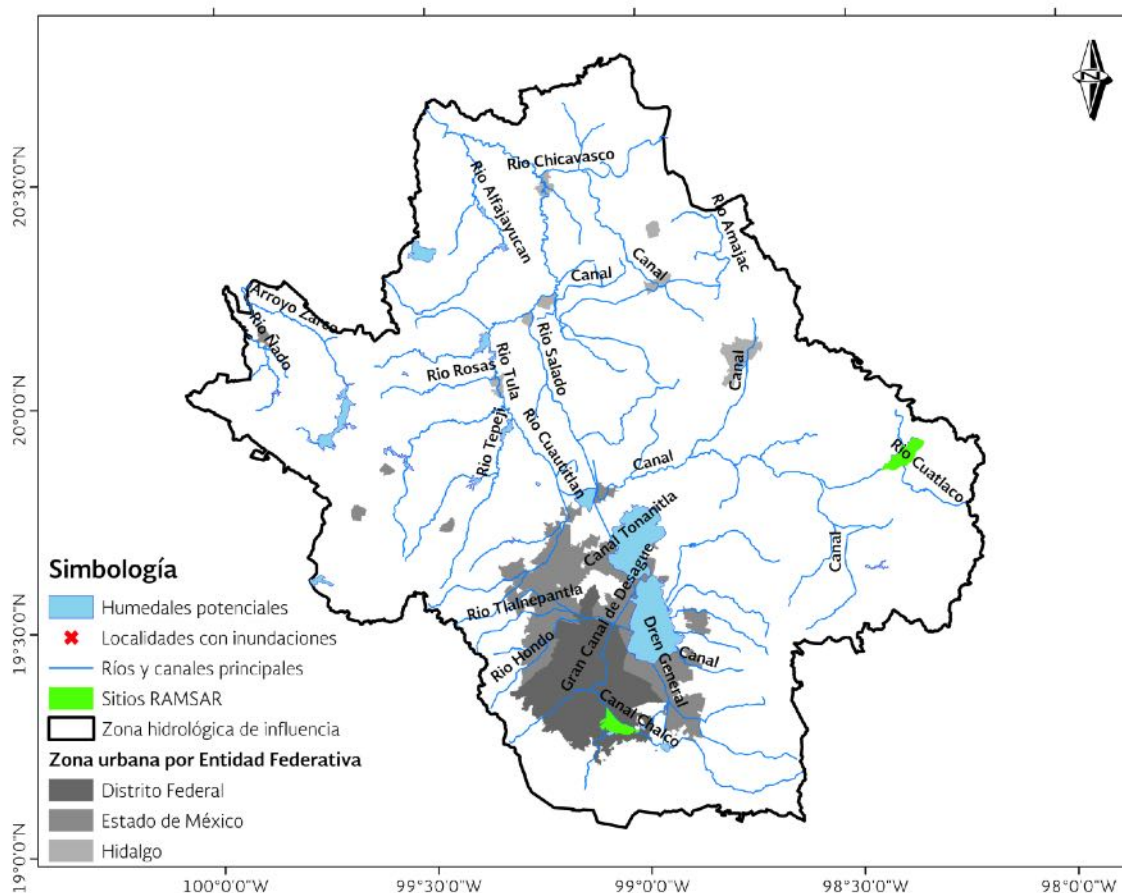 N
Rio Chicavasco
Rio Alfajayucan
Rio Amajac
Canal
Canal
Arroyo Zarco
Rio Ñado
Rio Salado
Canal
Rio Rosas
Rio Tula
Rio Cuautitlan
Rio Tepeji
Canal
Rio Cuatlaco
Canal Tonanitla
Canal
Gran Canal de Desague
Rio Tlalnepantla
Rio Hondo
Dren General
Canal
Canal Chalco
20°30'0"N
20°0'0"N
19°30'0"N
19°0'0"N
Simbología
Humedales potenciales
Localidades con inundaciones
Ríos y canales principales
Sitios RAMSAR
Zona hidrológica de influencia
Zona urbana por Entidad Federativa
Distrito Federal
Estado de México
Hidalgo
100°0'0"W
99°30'0"W
99°0'0"W
98°30'0"W
98°0'0"W